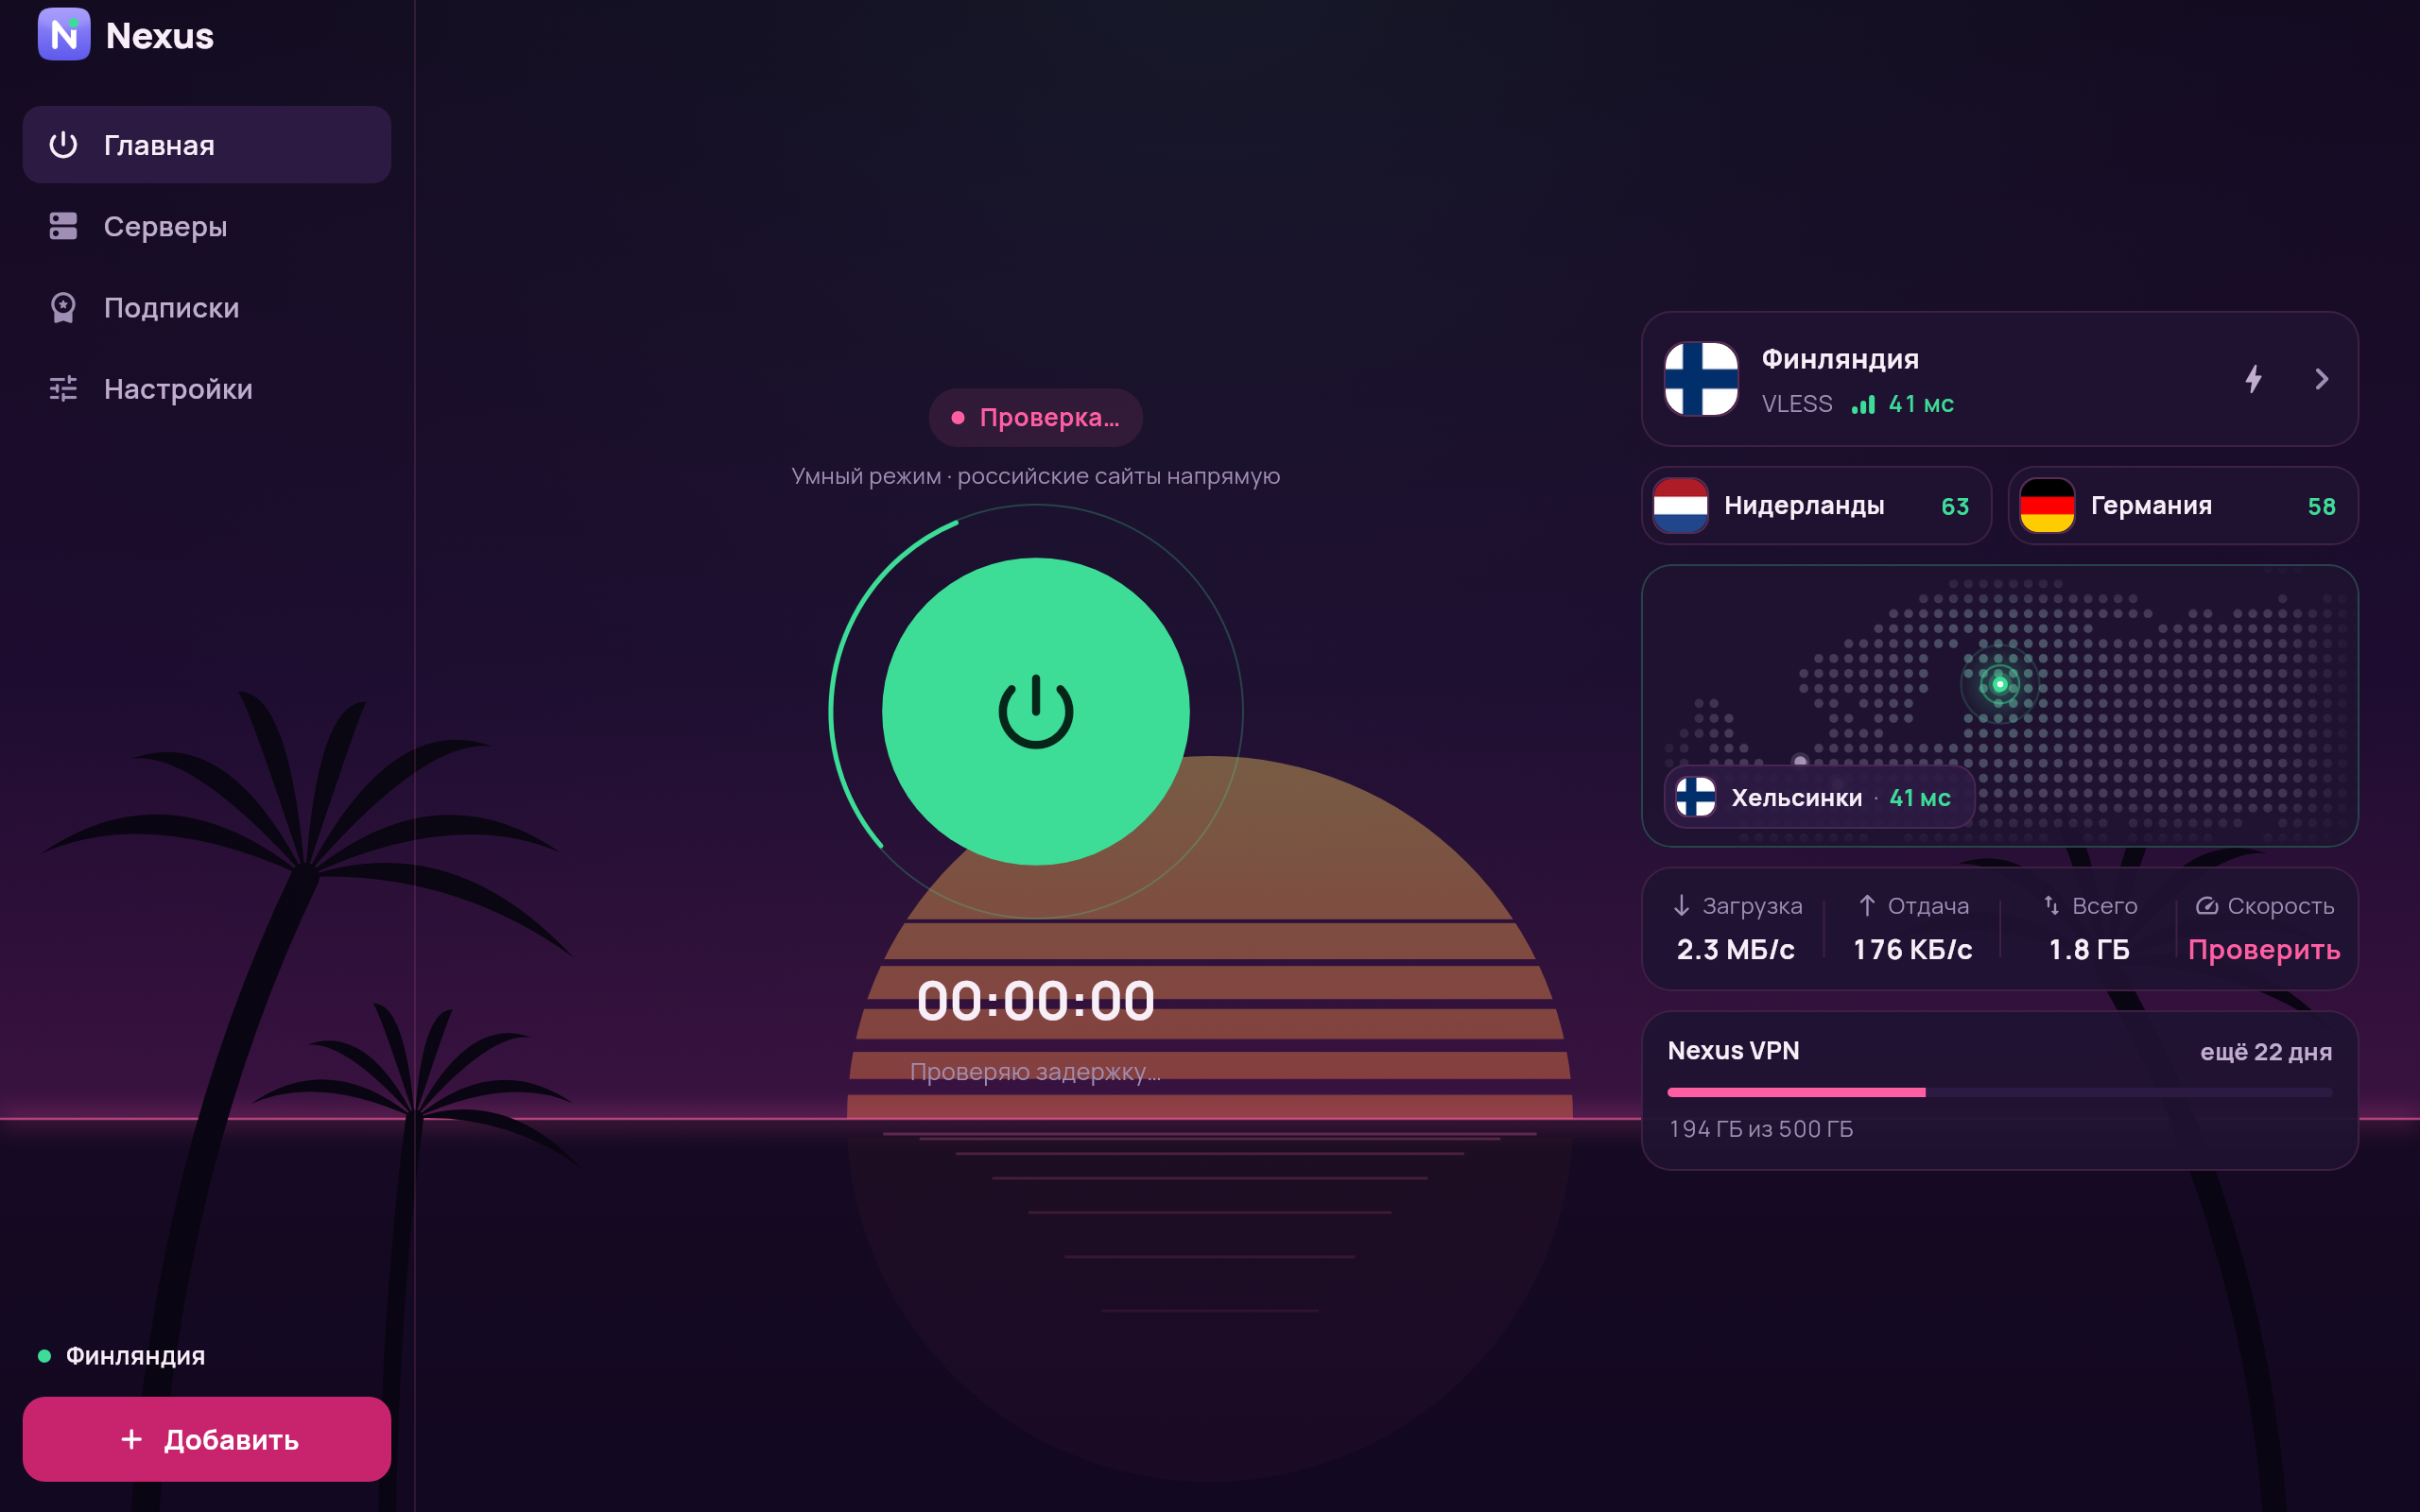 Nexus
Главная
Серверы
Подписки
Настройки
Финляндия
Добавить
Проверка...
Умный режим · российские сайты напрямую
00:00:00
Проверяю задержку...
Финляндия
VLESS 41 мс
Нидерланды 63
Германия 58
Хельсинки · 41 мс
Загрузка Отдача Всего Скорость
2.3 МБ/с 176 КБ/с 1.8 ГБ Проверить
Nexus VPN ещё 22 дня
194 ГБ из 500 ГБ